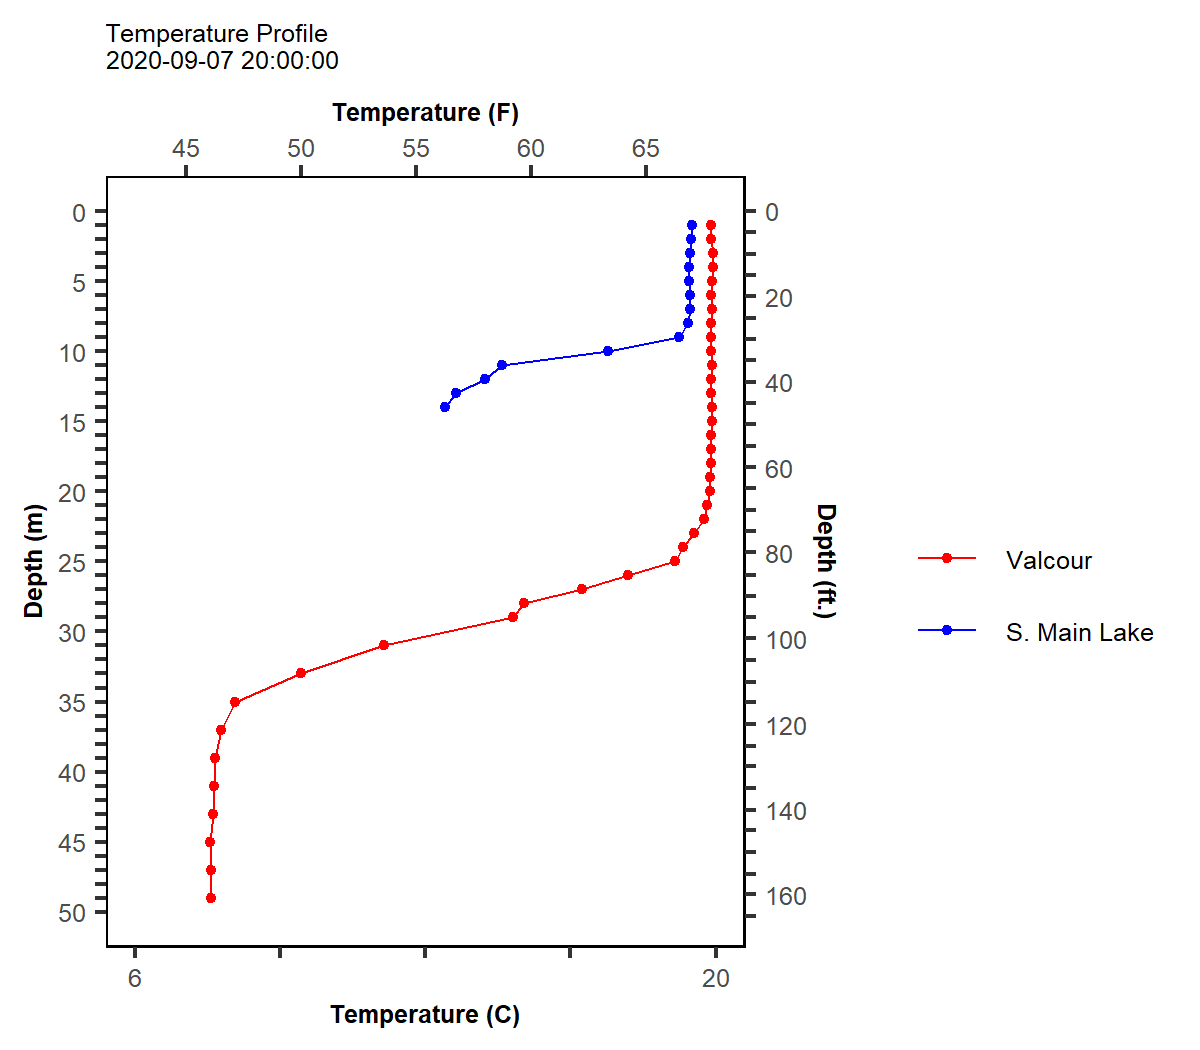 Temperature Profile
2020-09-07 20:00:00
Temperature (F)
45 50 55 60 65
0
5
10
15
20
25
30
35
40
45
50
Depth (m)
0
20
40
60
80
100
120
140
160
Depth (ft.)
Valcour
S. Main Lake
6 20
Temperature (C)